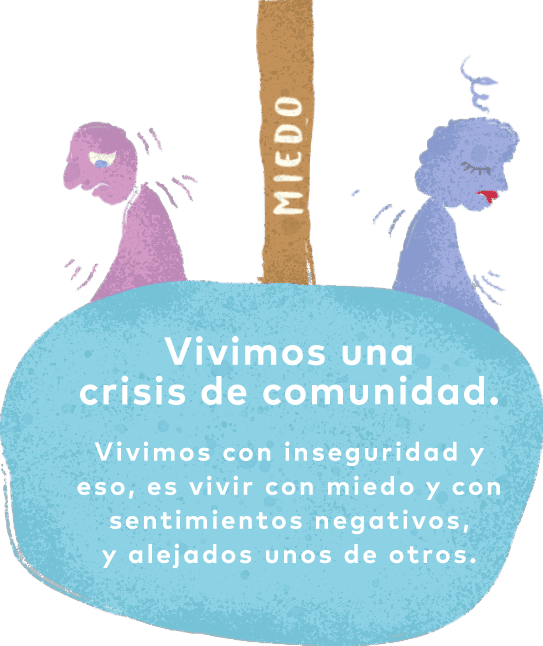 MIEDO
Vivimos una
crisis de comunidad.
Vivimos con inseguridad y
eso, es vivir con miedo y con
sentimientos negativos,
y alejados unos de otros.